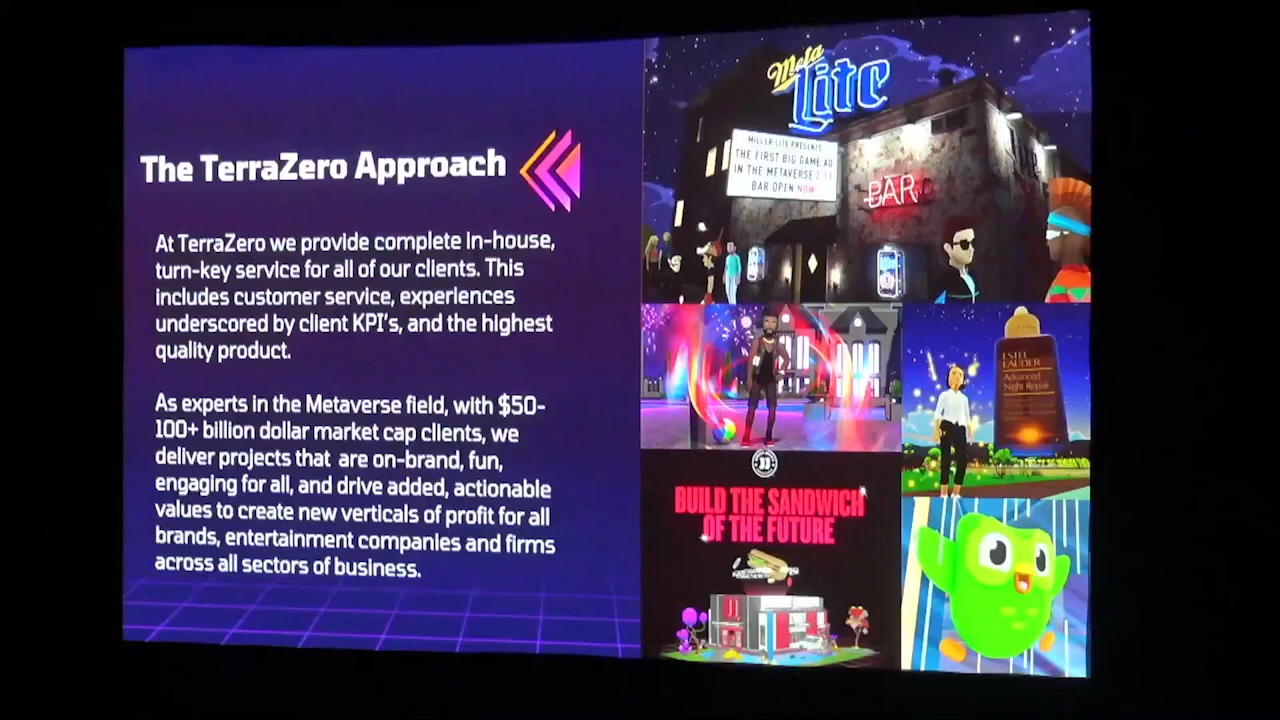 The TerraZero Approach
At TerraZero we provide complete in-house,
turn-key service for all of our clients. This
includes customer service, experiences
underscored by client KPI's, and the highest
quality product.
As experts in the Metaverse field, with $50-
100+ billion dollar market cap clients, we
deliver projects that are on-brand, fun,
engaging for all, and drive added, actionable
values to create new verticals of profit for all
brands, entertainment companies and firms
across all sectors of business.
Meta
Lite
MILLER LITE PRESENTS
THE FIRST BIG GAME AD
IN THE METAVERSE 2.13
BAR OPEN NOW
BAR
ESTEE
LAUDER
Advanced
Night Repair
BUILD THE SANDWICH
OF THE FUTURE